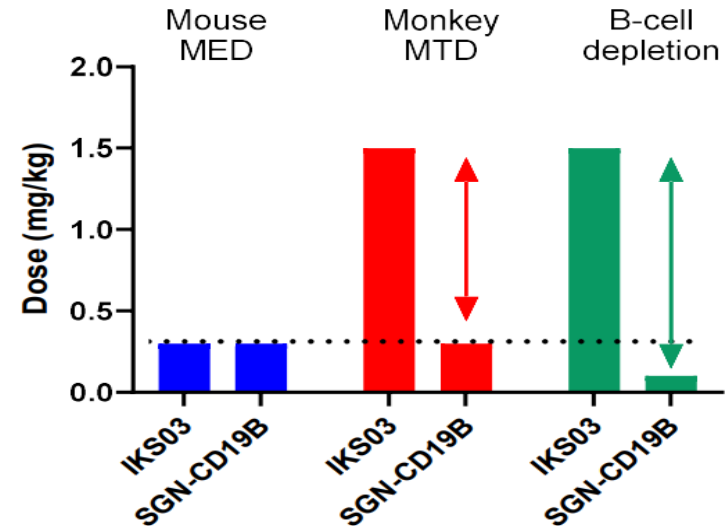 Mouse
MED
Monkey
MTD
B-cell
depletion
Dose (mg/kg)
2.0
1.5
1.0
0.5
0.0
IKS03
SGN-CD19B
IKS03
SGN-CD19B
IKS03
SGN-CD19B